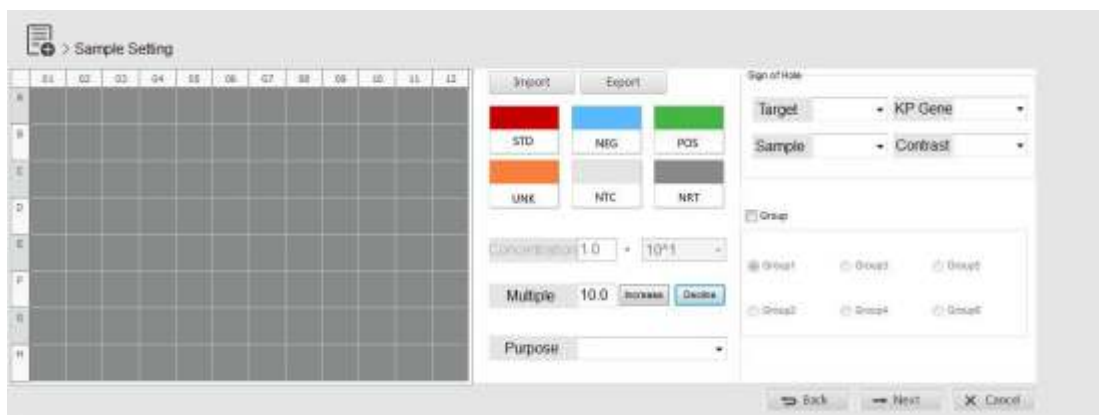 > Sample Setting
01 02 03 04 05 06 07 08 09 10 11 12
A
B
C
D
E
F
G
H
Import Export
STD NEG POS
UNK NTC NRT
Concentration 1.0 * 10^1
Multiple 10.0 Increase Decline
Purpose
Sign of Hole
Target KP Gene
Sample Contrast
Group
Group1 Group3 Group5
Group2 Group4 Group6
Back Next Cancel